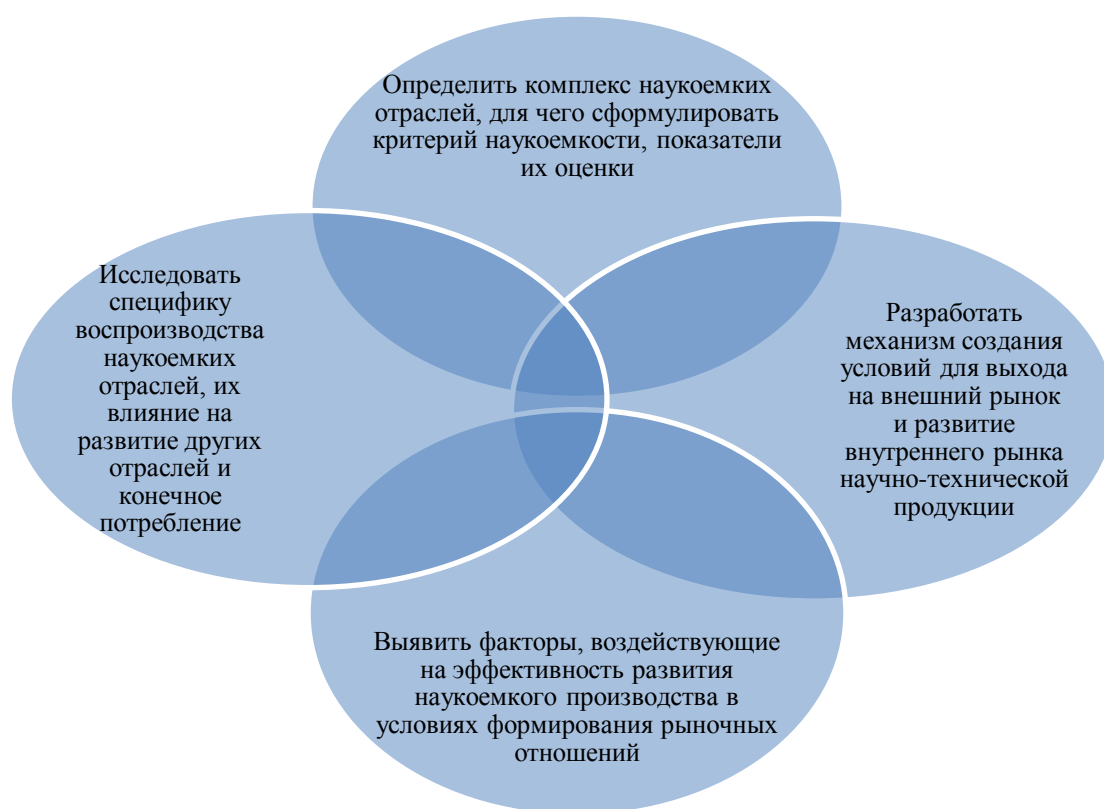 Определить комплекс наукоемких
отраслей, для чего сформулировать
критерий наукоемкости, показатели
их оценки
Исследовать
специфику
воспроизводства
наукоемких
отраслей, их
влияние на
развитие других
отраслей и
конечное
потребление
Разработать
механизм создания
условий для выхода
на внешний рынок
и развитие
внутреннего рынка
научно-технической
продукции
Выявить факторы, воздействующие
на эффективность развития
наукоемкого производства в
условиях формирования рыночных
отношений